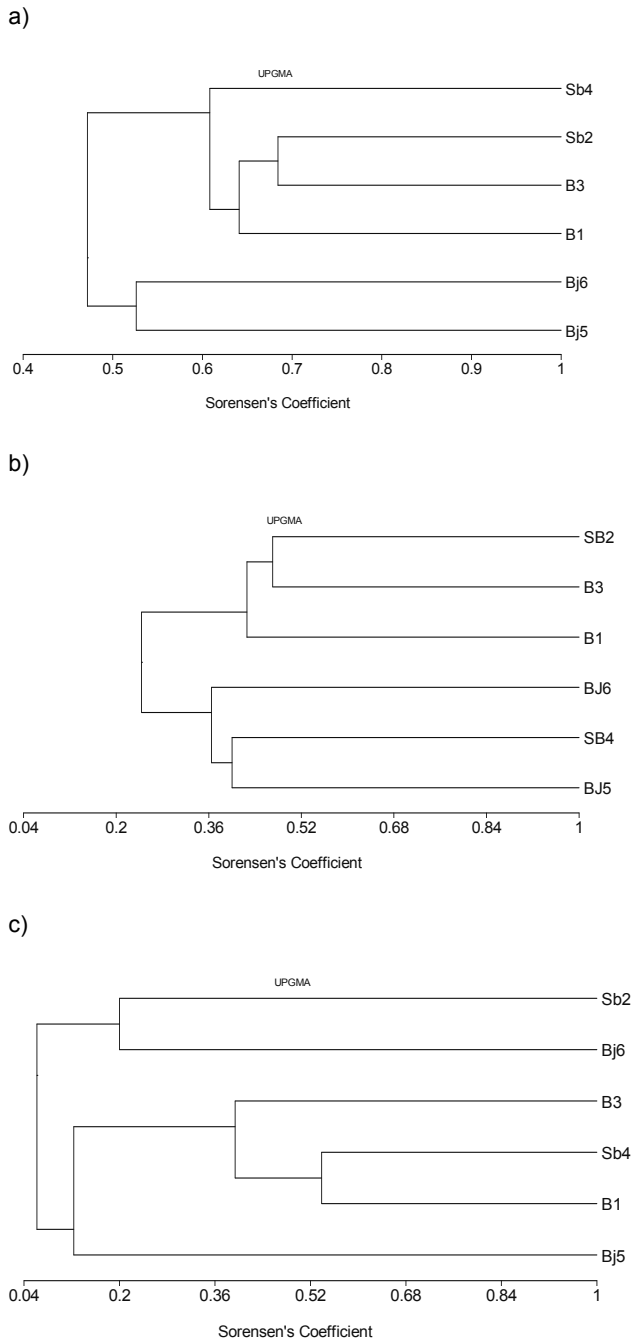 a)
UPGMA
Sb4
Sb2
B3
B1
Bj6
Bj5
0.4 0.5 0.6 0.7 0.8 0.9 1
Sorensen's Coefficient
b)
UPGMA
SB2
B3
B1
BJ6
SB4
BJ5
0.04 0.2 0.36 0.52 0.68 0.84 1
Sorensen's Coefficient
c)
UPGMA
Sb2
Bj6
B3
Sb4
B1
Bj5
0.04 0.2 0.36 0.52 0.68 0.84 1
Sorensen's Coefficient